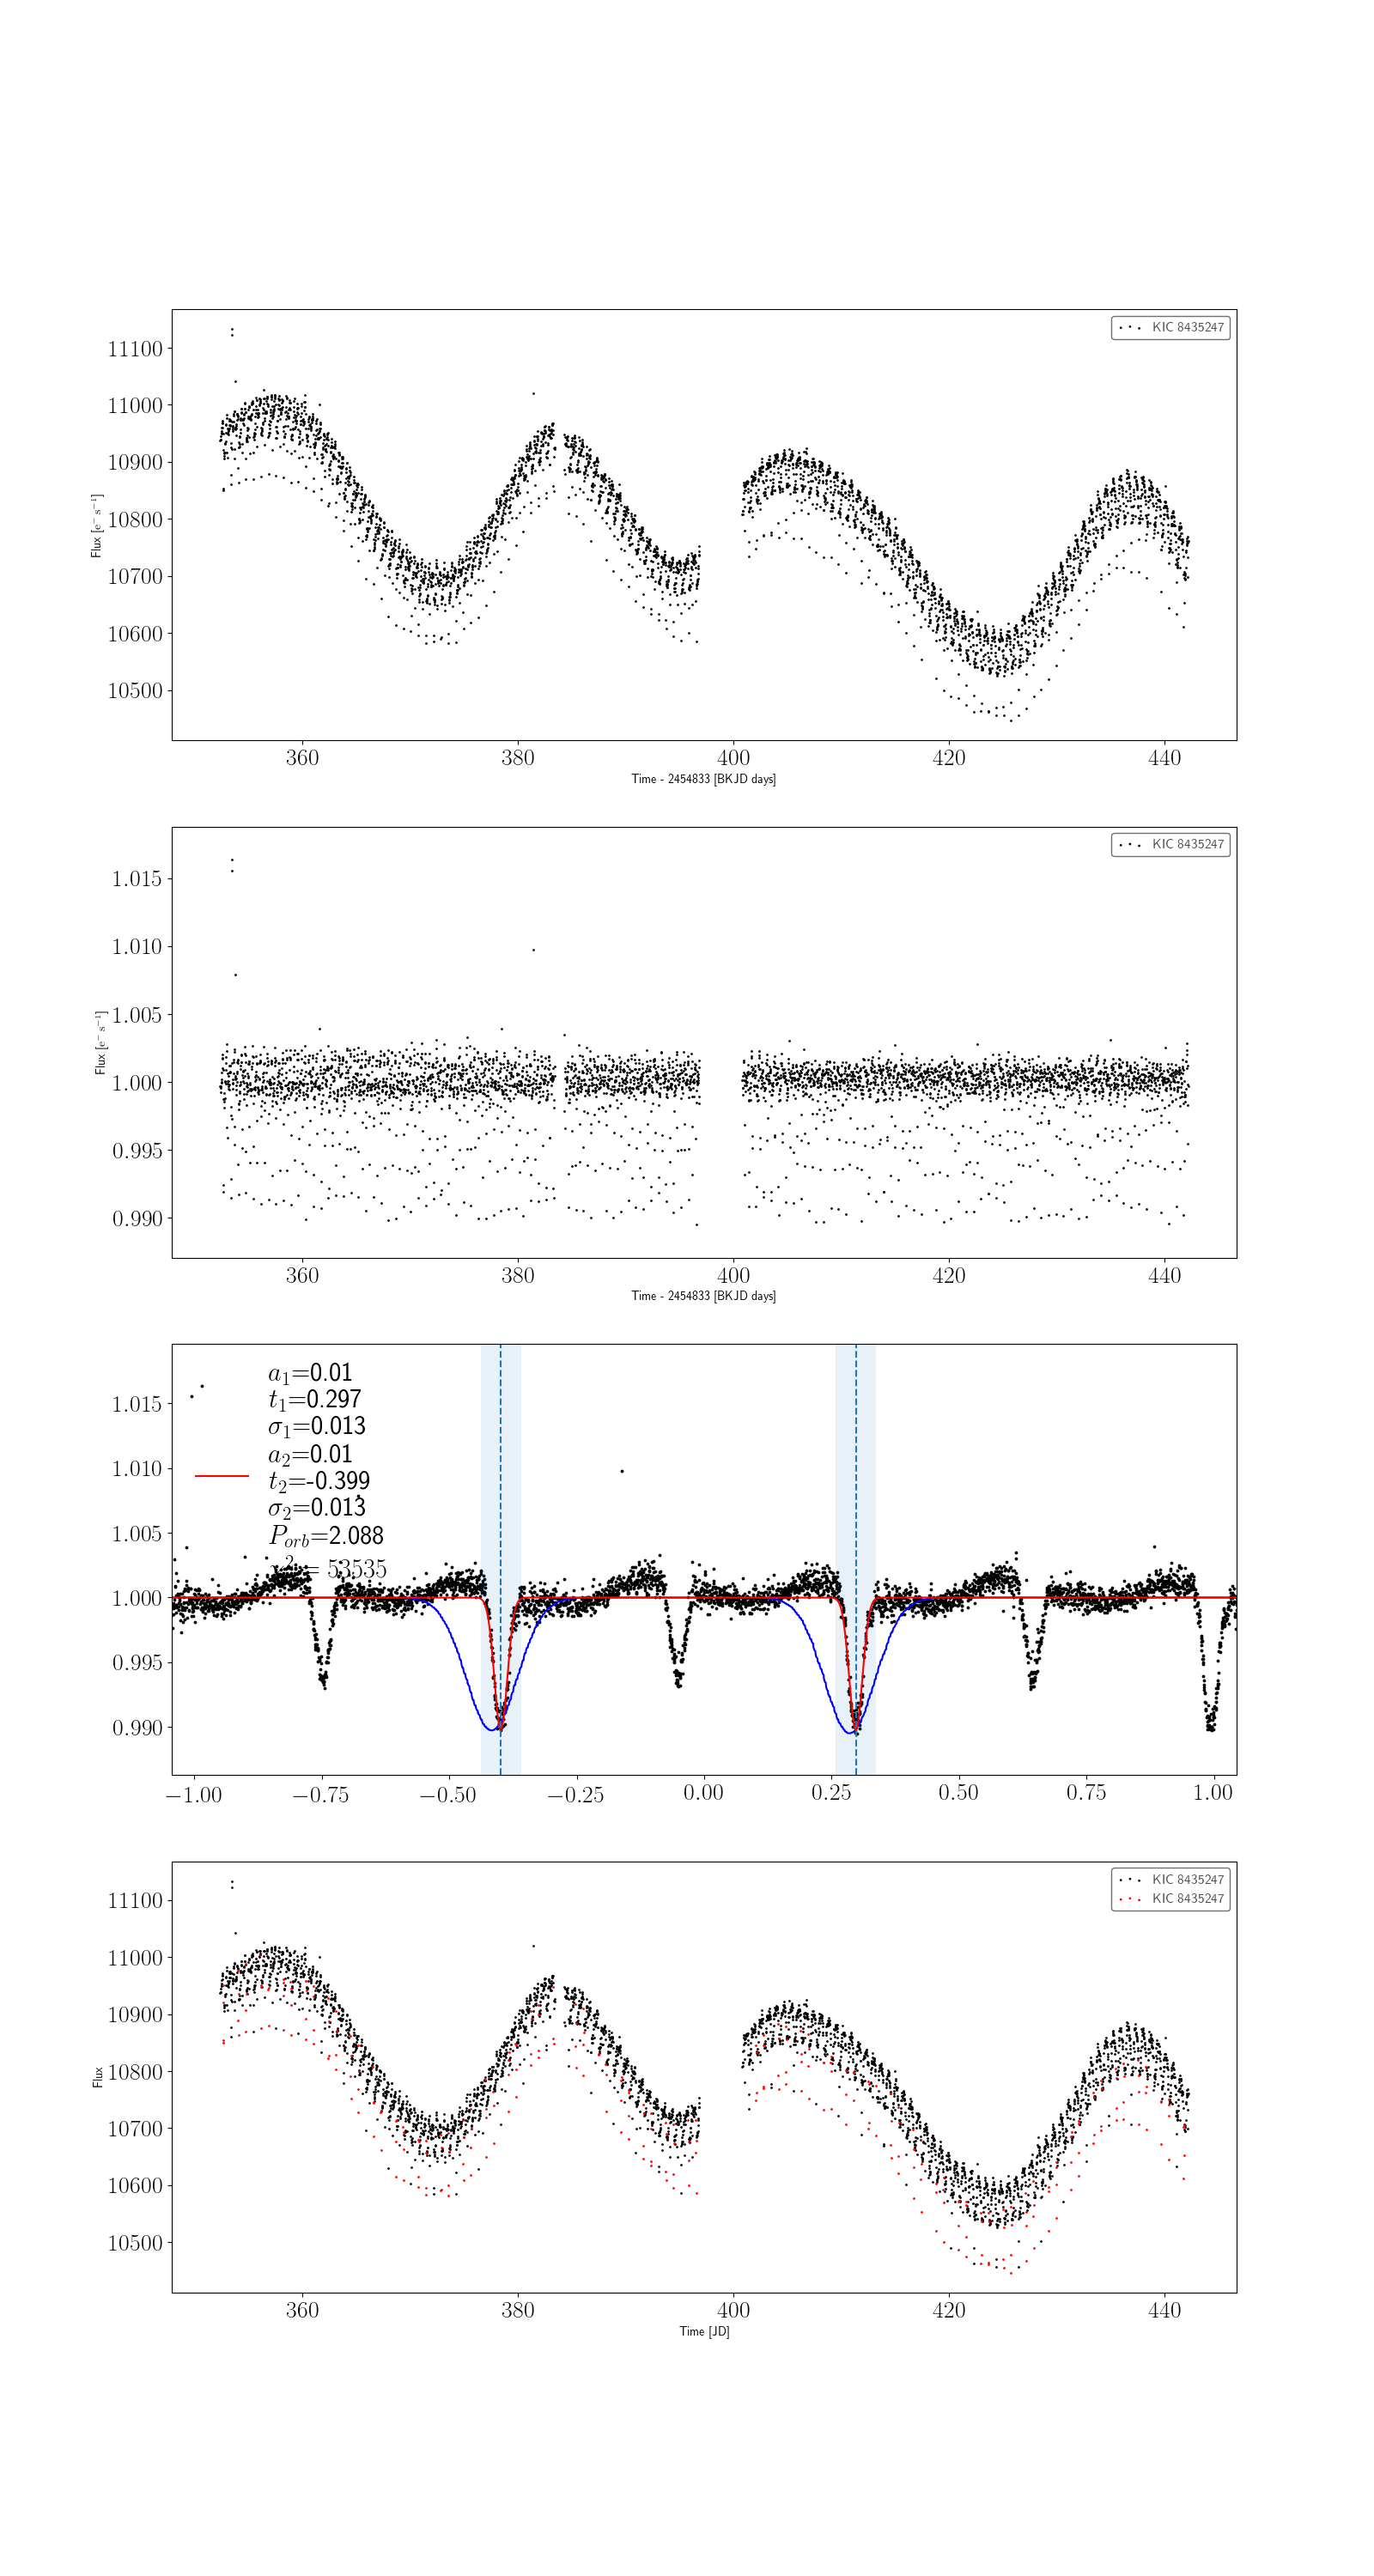 KIC 8435247
11100
11000
10900
10800
10700
10600
10500
Flux [e⁻ s⁻¹]
360 380 400 420 440
Time - 2454833 [BKJD days]
KIC 8435247
1.015
1.010
1.005
1.000
0.995
0.990
Flux [e⁻ s⁻¹]
360 380 400 420 440
Time - 2454833 [BKJD days]
a₁=0.01
t₁=0.297
σ₁=0.013
a₂=0.01
t₂=-0.399
σ₂=0.013
Pₒᵣb=2.088
= 53535
1.015
1.010
1.005
1.000
0.995
0.990
−1.00 −0.75 −0.50 −0.25 0.00 0.25 0.50 0.75 1.00
KIC 8435247
KIC 8435247
11100
11000
10900
10800
10700
10600
10500
Flux
360 380 400 420 440
Time [JD]